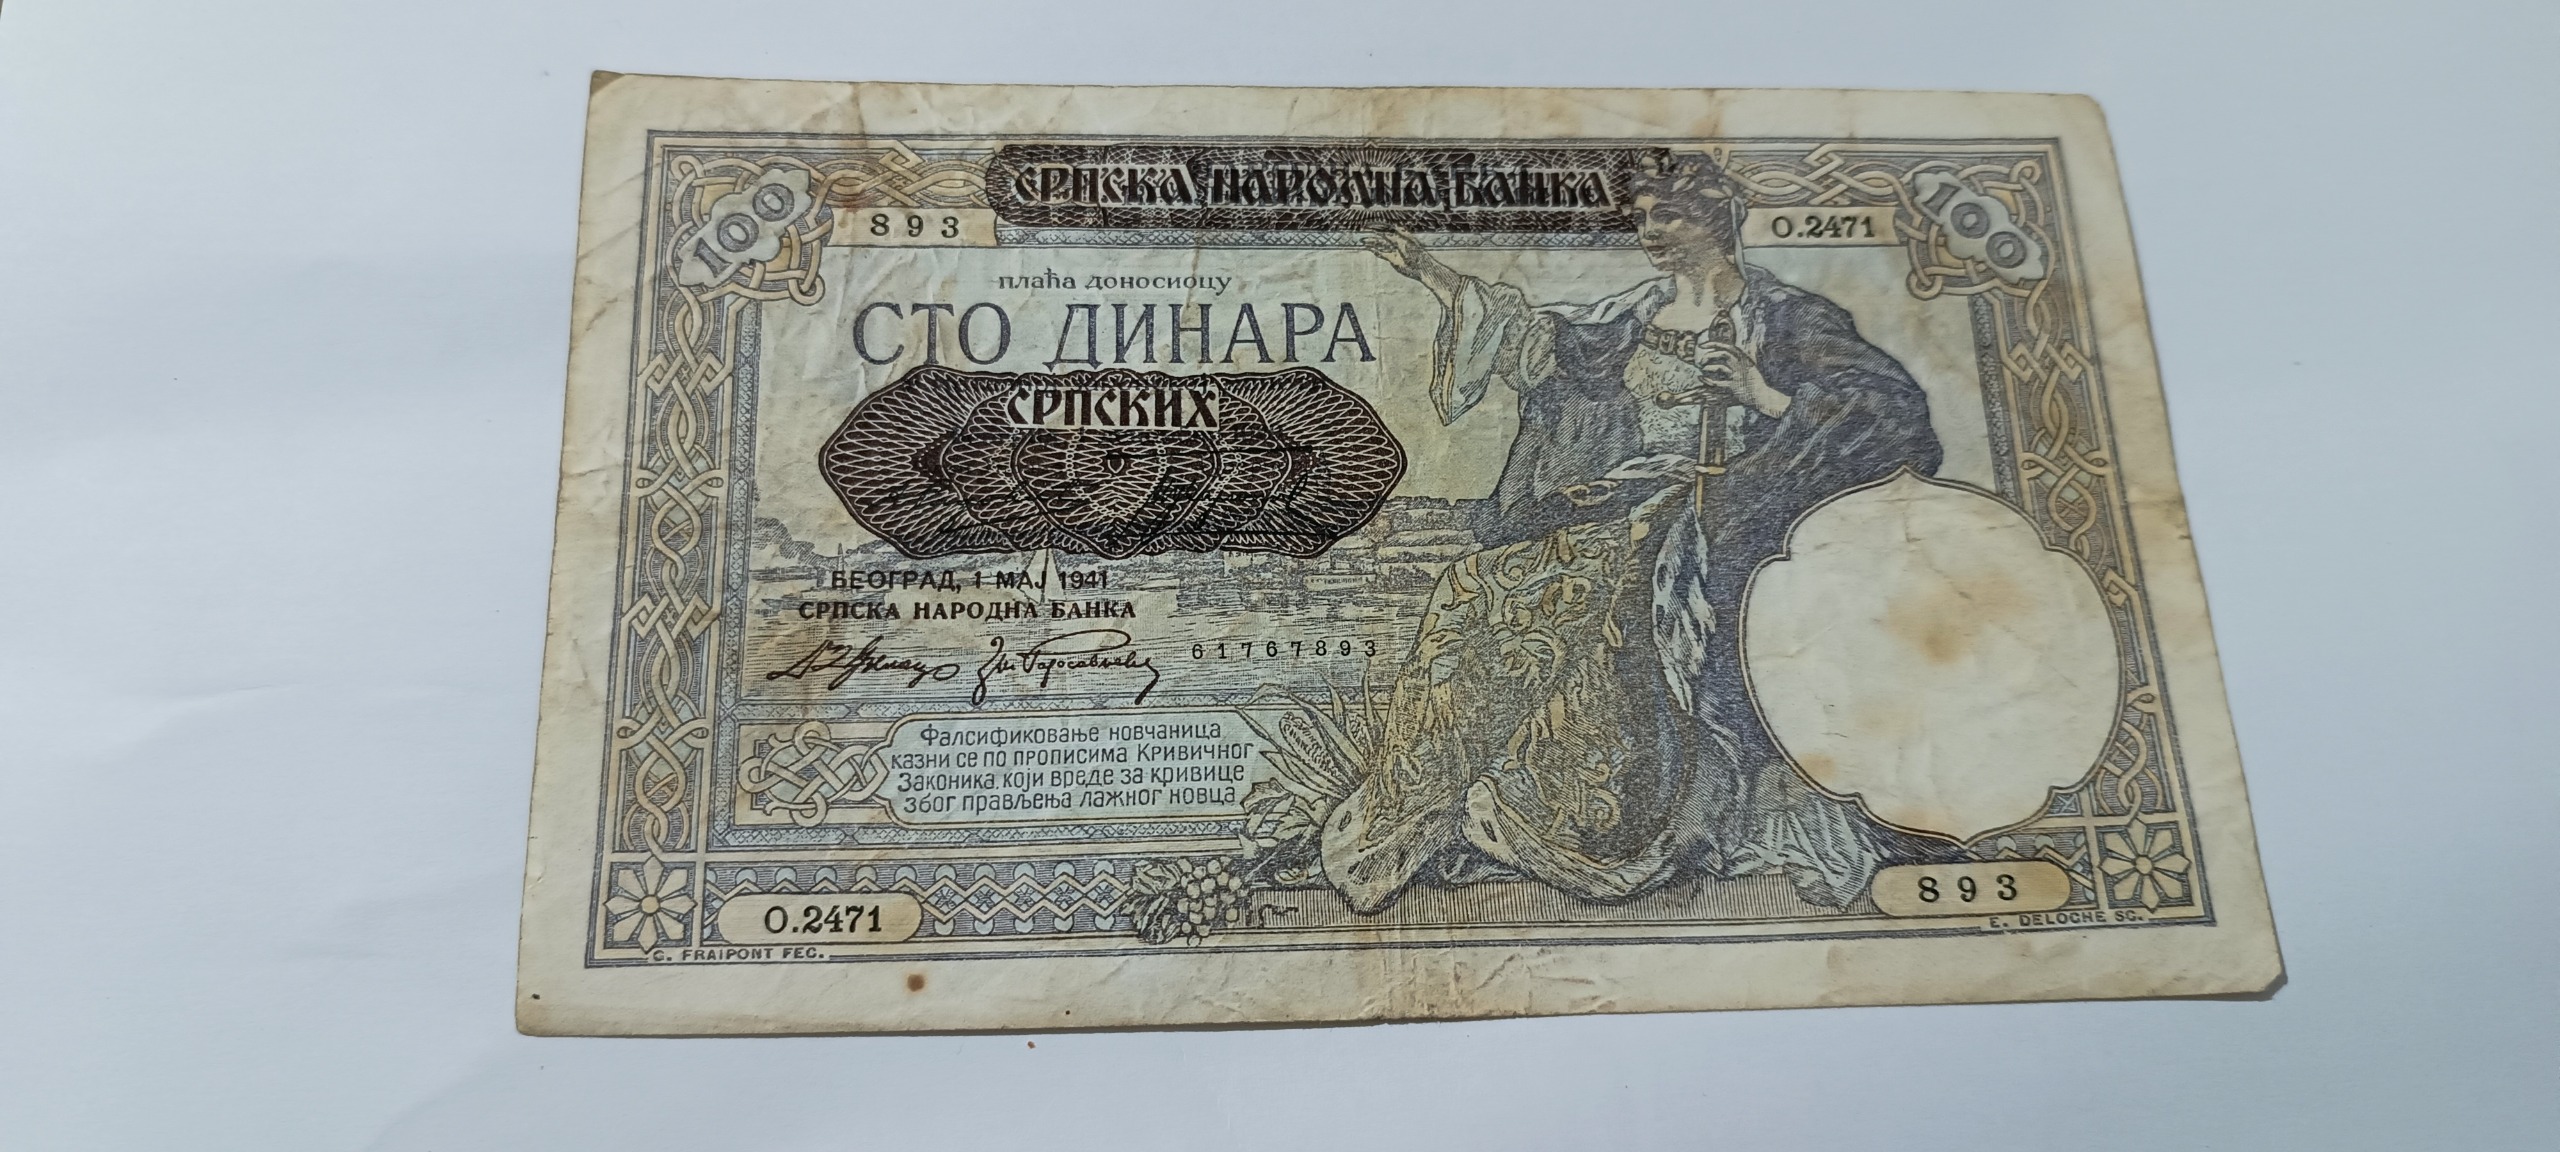 100
СРПСКА НАРОДНА БАНКА
100
893
О.2471
плаћа доносиоцу
СТО ДИНАРА
СРПСКИХ
БЕОГРАД, 1 МАЈ 1941
СРПСКА НАРОДНА БАНКА
61767893
Фалсификовање новчаница
казни се по прописима Кривичног
Законика, који вреде за кривице
због прављења лажног новца
О.2471
893
C. FRAIPONT FEC.
E. DELOCHE SC.